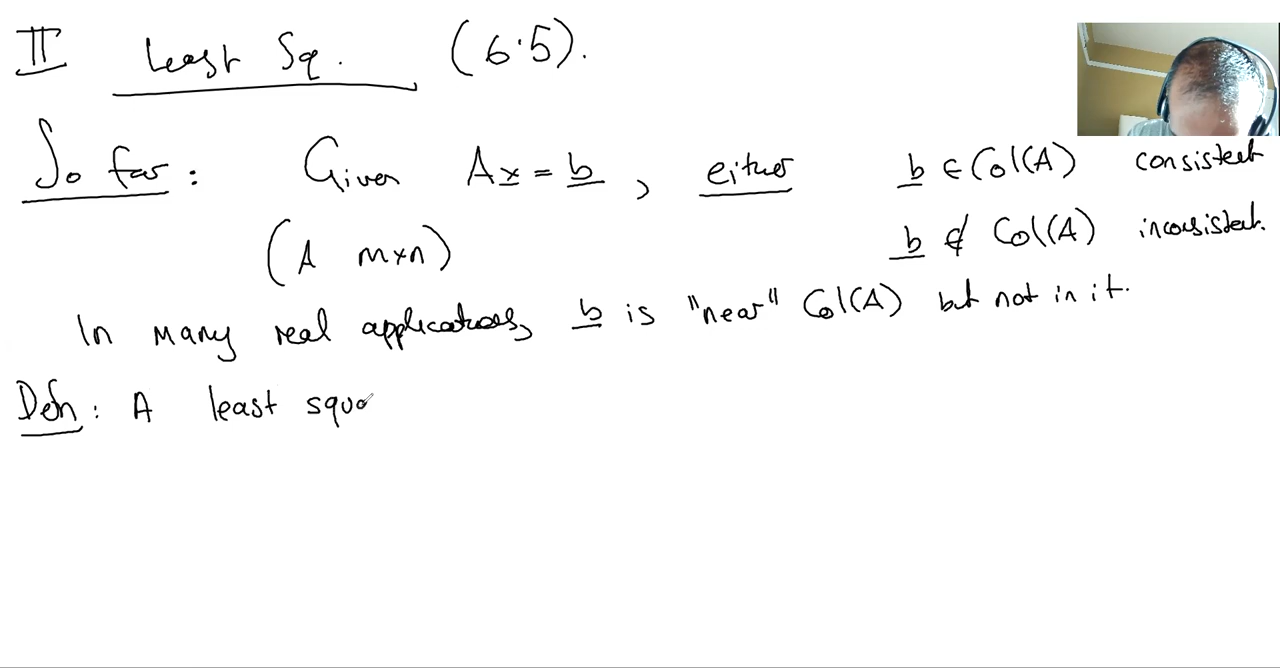 II Least Sq. (6.5).
So far: Given Ax = b, either b ∈ Col(A) consistent
(A m×n) b ∉ Col(A) inconsistent.
In many real applications, b is "near" Col(A) but not in it.
Defn: A least squa